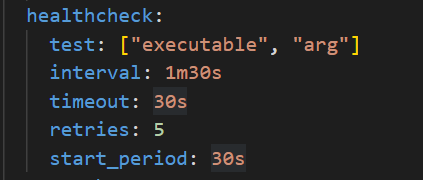 healthcheck:
  test: ["executable", "arg"]
  interval: 1m30s
  timeout: 30s
  retries: 5
  start_period: 30s